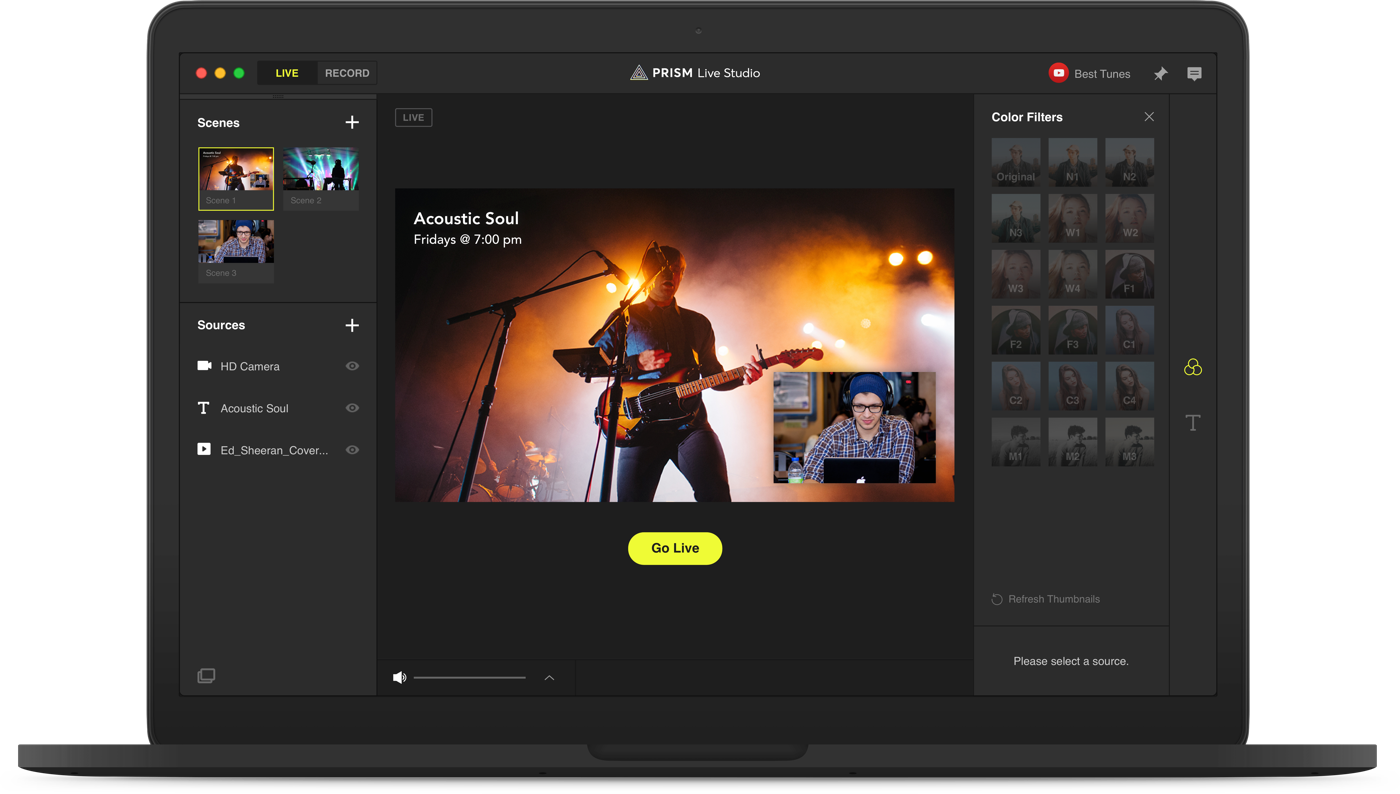 LIVE
RECORD
PRISM Live Studio
Best Tunes
Scenes
Acoustic Soul
Scene 1
Scene 2
Scene 3
Sources
HD Camera
Acoustic Soul
Ed_Sheeran_Cover...
LIVE
Acoustic Soul
Fridays @ 7:00 pm
Go Live
Color Filters
Original
N1
N2
N3
W1
W2
W3
W4
F1
F2
F3
C1
C2
C3
C4
M1
M2
M3
Refresh Thumbnails
Please select a source.